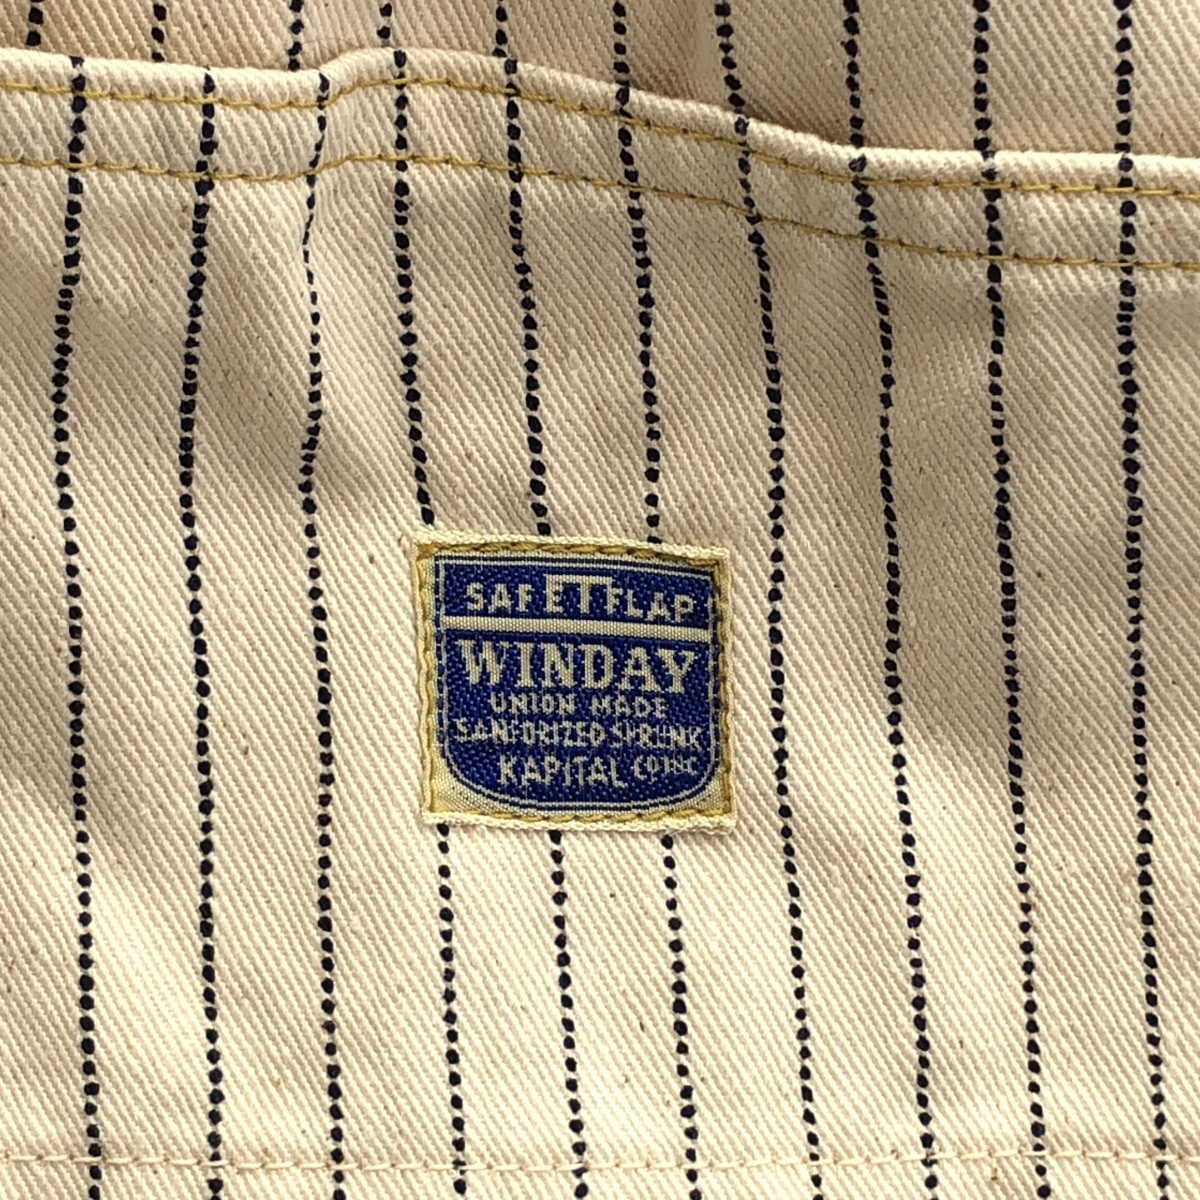 SAFETFLAP
WINDAY
UNION MADE
SANFORIZED SHRUNK
KAPITAL CO INC